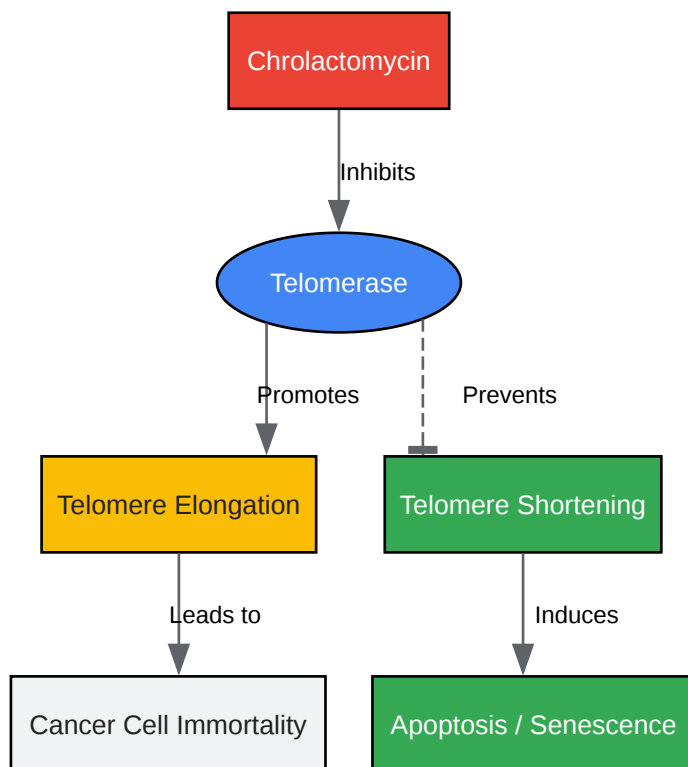 Chrolactomycin
Inhibits
Telomerase
Promotes
Prevents
Telomere Elongation
Telomere Shortening
Leads to
Induces
Cancer Cell Immortality
Apoptosis / Senescence